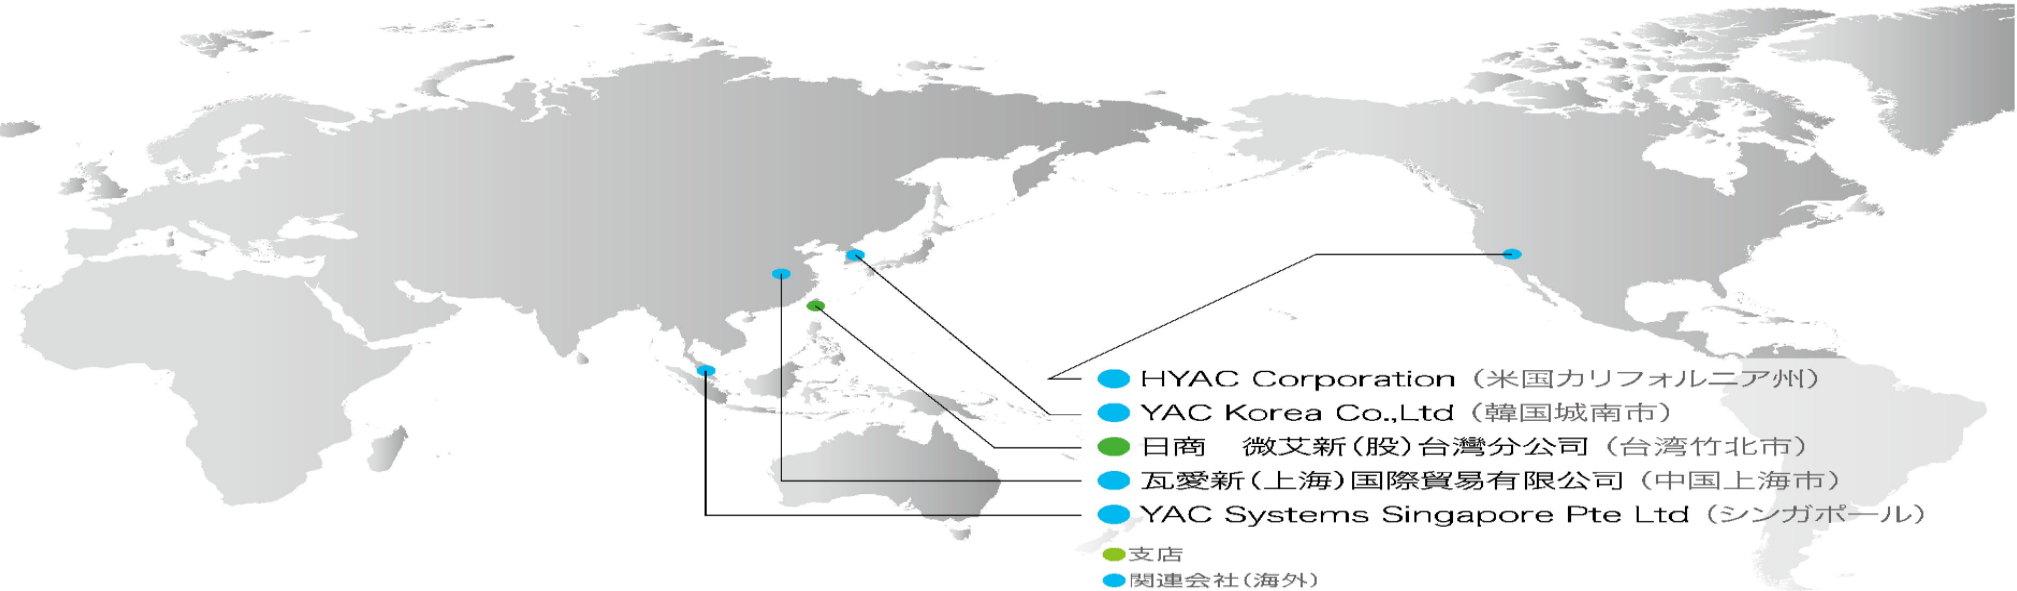 HYAC Corporation（米国カリフォルニア州）
YAC Korea Co.,Ltd（韓国城南市）
日商　微艾新（股）台灣分公司（台湾竹北市）
瓦愛新（上海）国際貿易有限公司（中国上海市）
YAC Systems Singapore Pte Ltd（シンガポール）
支店
関連会社（海外）